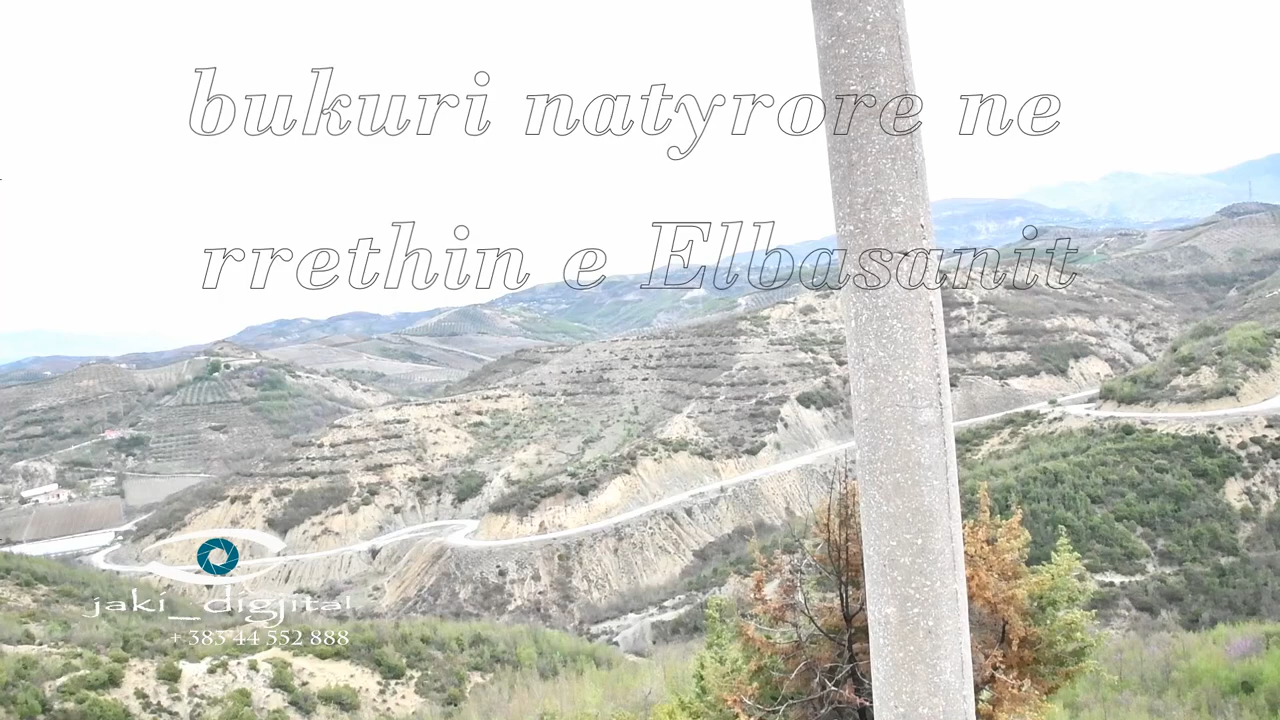 bukuri natyrore ne
rrethin e Elbasanit
jaki_digjital
+383 44 552 888